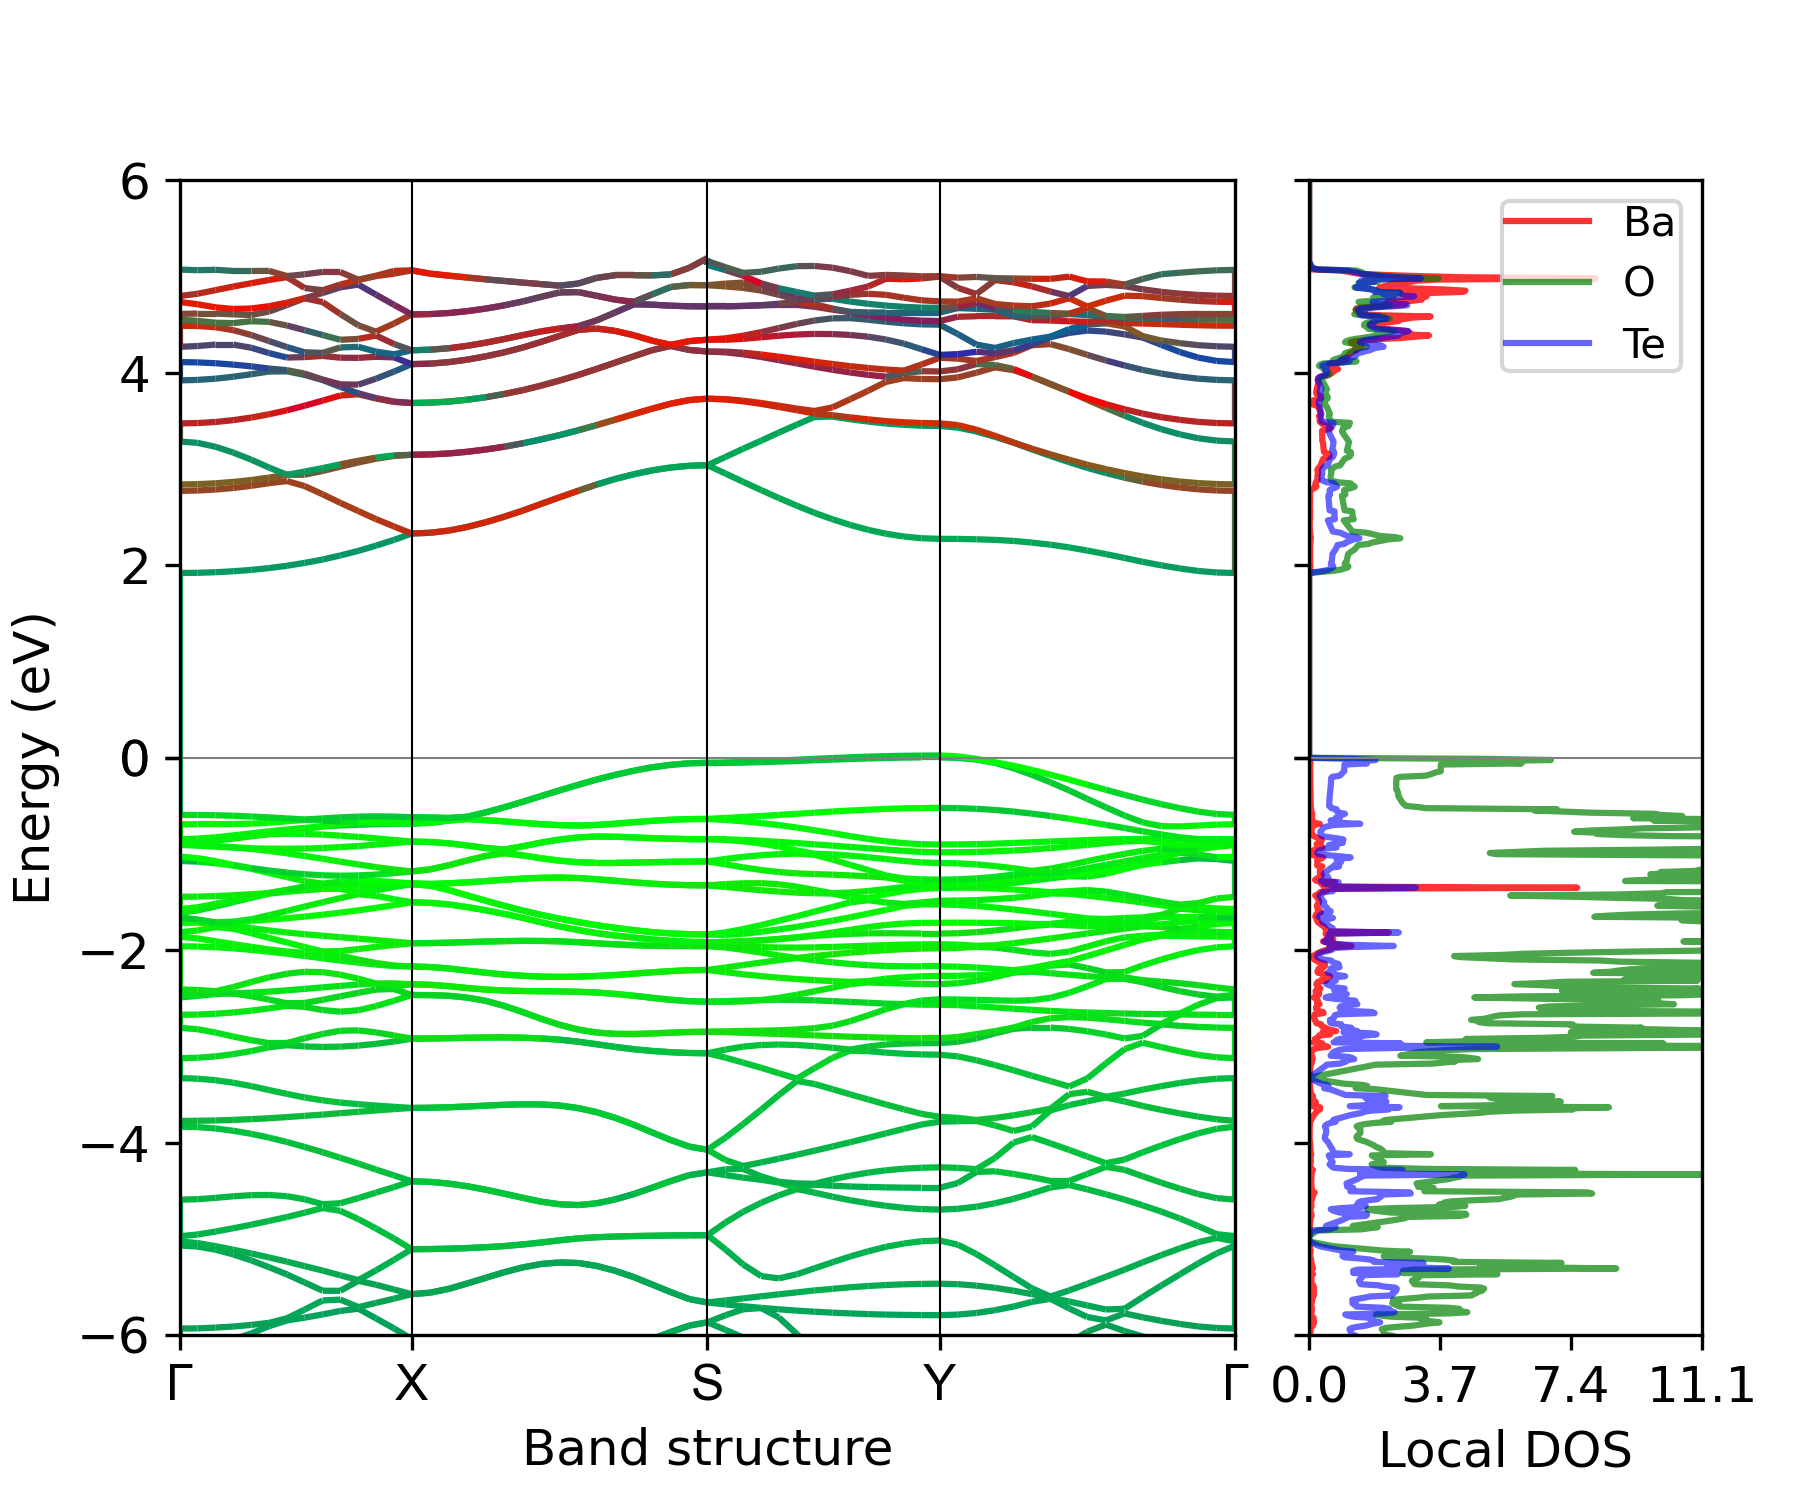 6
4
2
0
−2
−4
−6
Energy (eV)
Γ X S Y Γ
Band structure
Ba
O
Te
0.0 3.7 7.4 11.1
Local DOS